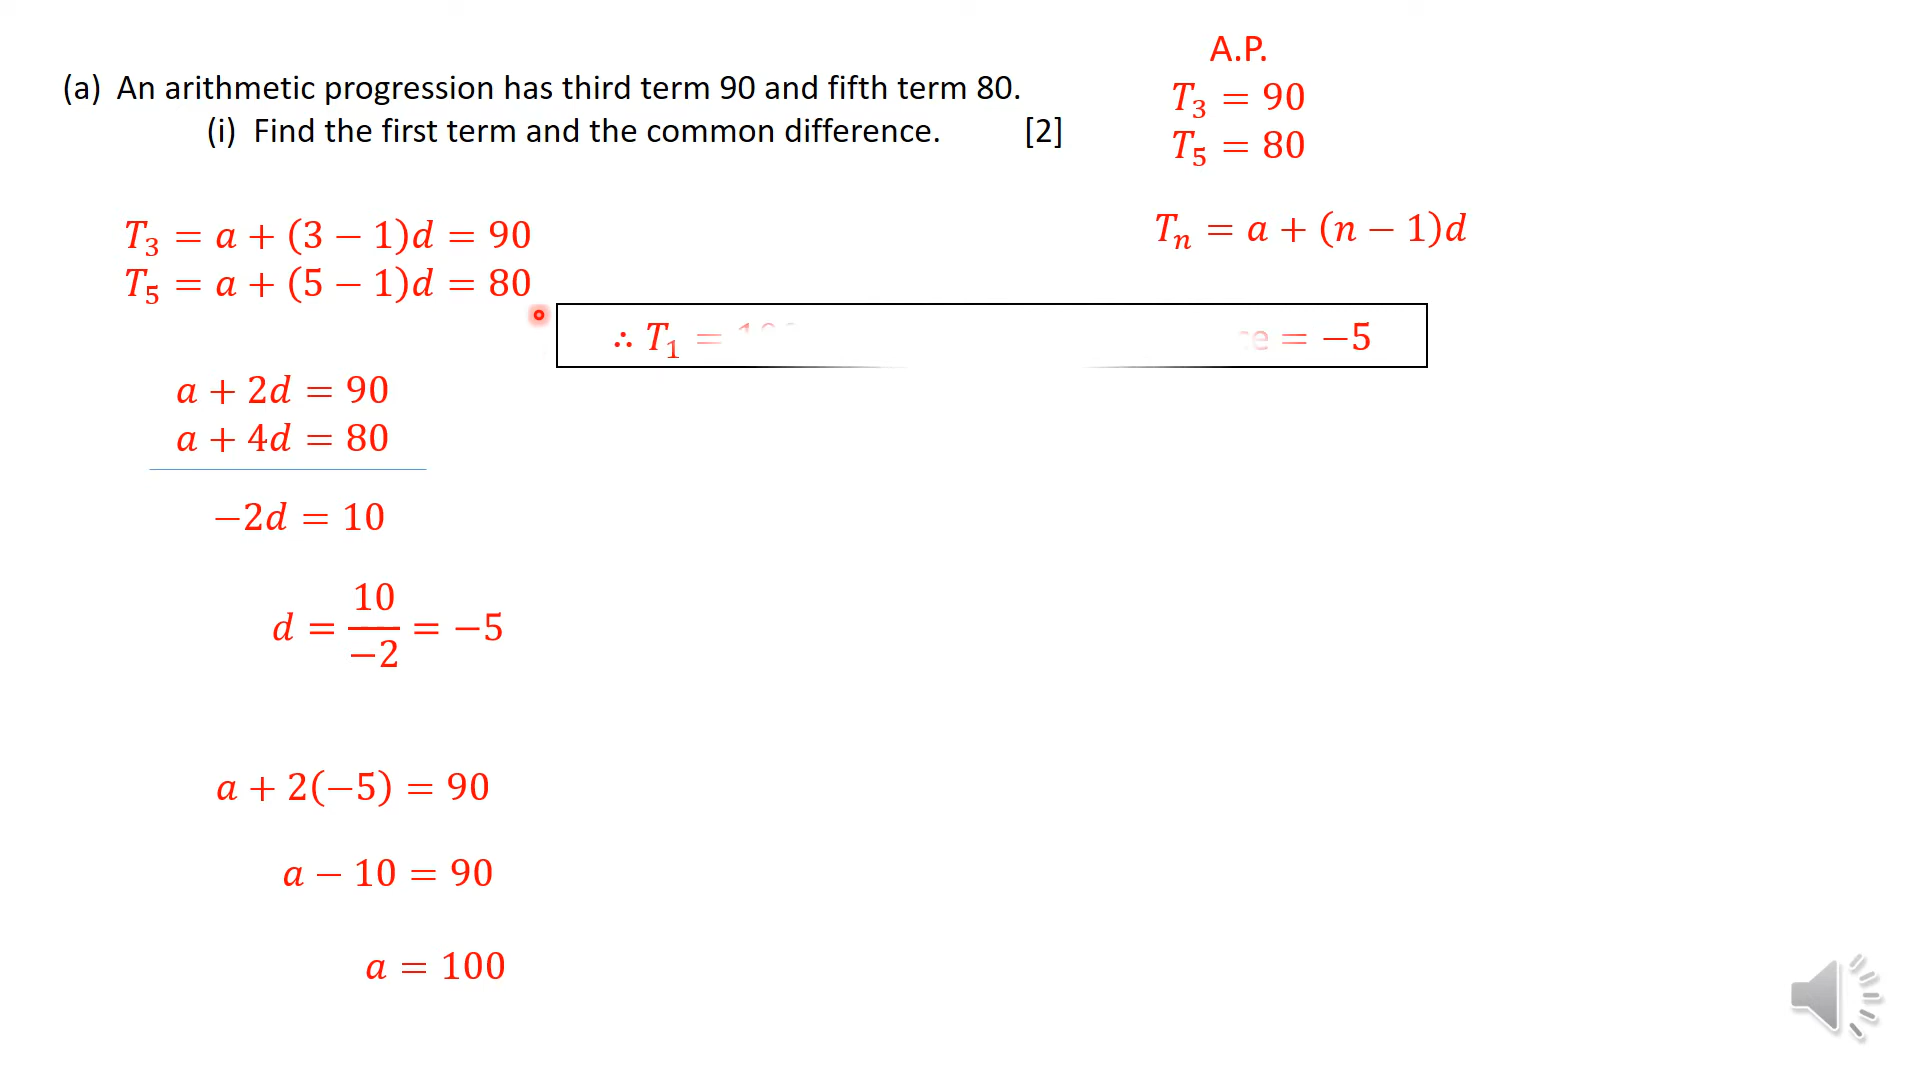 A.P.
(a) An arithmetic progression has third term 90 and fifth term 80.
T₃ = 90
(i) Find the first term and the common difference. [2]
T₅ = 80
T₃ = a + (3 − 1)d = 90
Tₙ = a + (n − 1)d
T₅ = a + (5 − 1)d = 80
∴ T₁ = = −5
a + 2d = 90
a + 4d = 80
−2d = 10
d = 10/−2 = −5
a + 2(−5) = 90
a − 10 = 90
a = 100